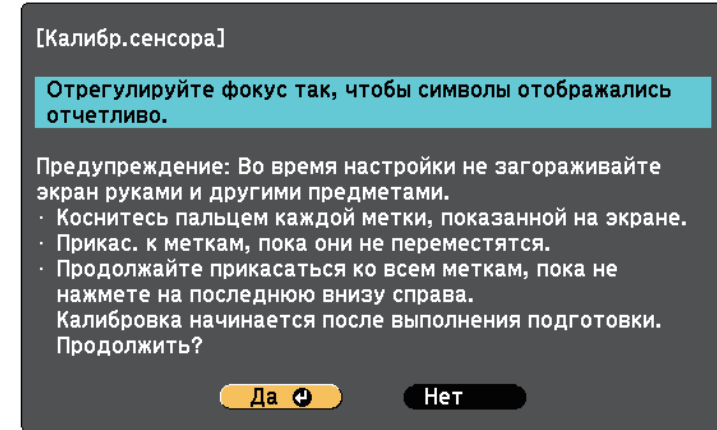 [Калибр.сенсора]
Отрегулируйте фокус так, чтобы символы отображались
отчетливо.
Предупреждение: Во время настройки не загораживайте
экран руками и другими предметами.
· Коснитесь пальцем каждой метки, показанной на экране.
· Прикас. к меткам, пока они не переместятся.
· Продолжайте прикасаться ко всем меткам, пока не
нажмете на последнюю внизу справа.
Калибровка начинается после выполнения подготовки.
Продолжить?
Да Нет